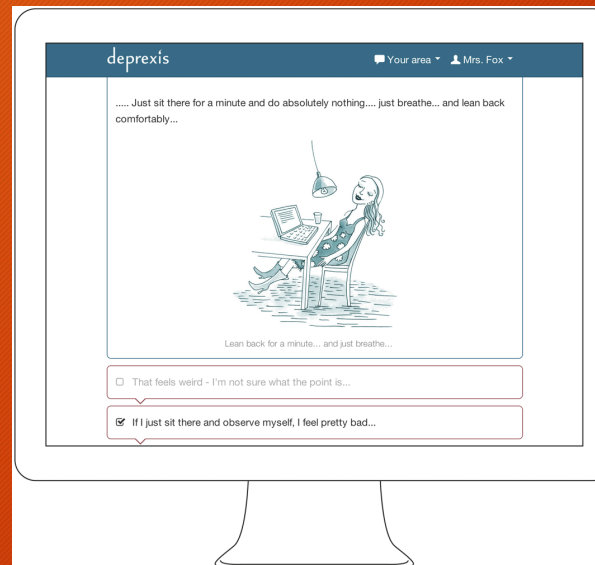 deprexis
Your area
Mrs. Fox
..... Just sit there for a minute and do absolutely nothing.... just breathe... and lean back
comfortably...
Lean back for a minute... and just breathe...
That feels weird - I'm not sure what the point is...
If I just sit there and observe myself, I feel pretty bad...